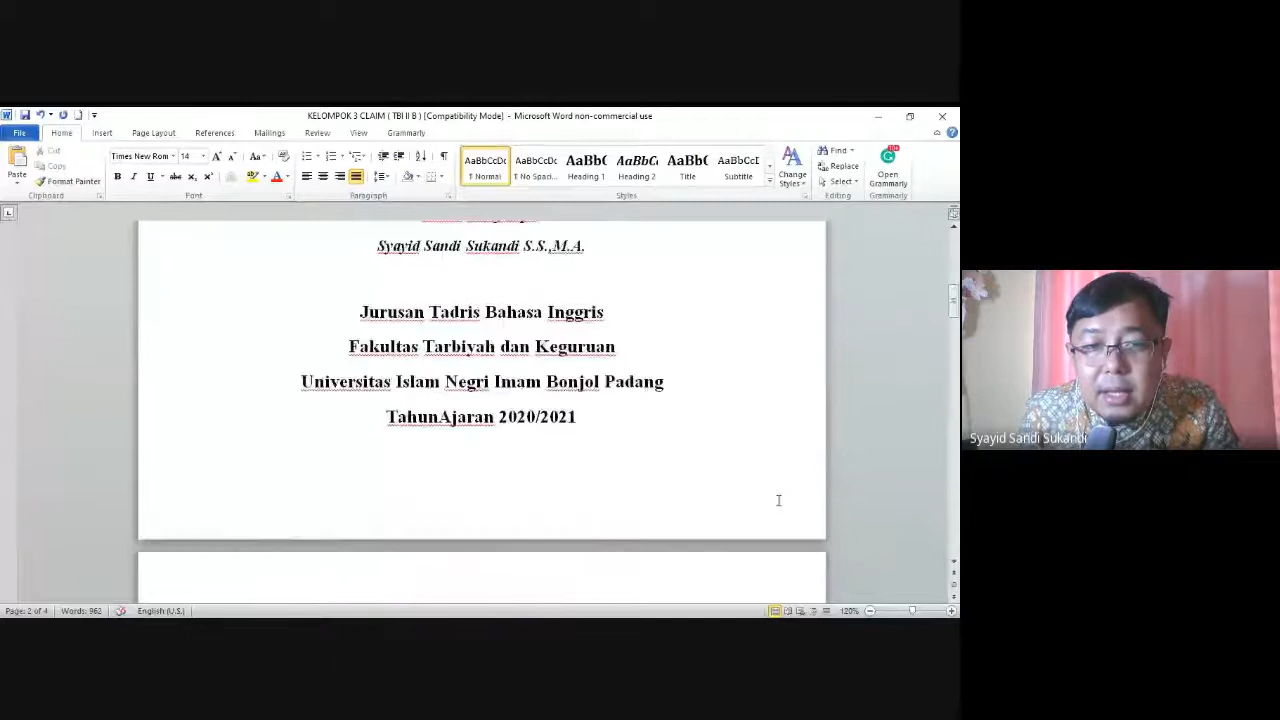 KELOMPOK 3 CLAIM ( TBI II B ) [Compatibility Mode] - Microsoft Word non-commercial use
File Home Insert Page Layout References Mailings Review View Grammarly
Paste
Cut
Copy
Format Painter
Clipboard
Times New Rom 14
Font
Paragraph
AaBbCcDc AaBbCcDc AaBbC AaBbCc AaBbC AaBbCcI
¶ Normal ¶ No Spaci... Heading 1 Heading 2 Title Subtitle
Styles
Change Styles
Find
Replace
Select
Editing
Open Grammarly
Grammarly
Syayid Sandi Sukandi S.S.,M.A.
Jurusan Tadris Bahasa Inggris
Fakultas Tarbiyah dan Keguruan
Universitas Islam Negri Imam Bonjol Padang
TahunAjaran 2020/2021
Page: 2 of 4 Words: 962 English (U.S.) 120%
Syayid Sandi Sukandi